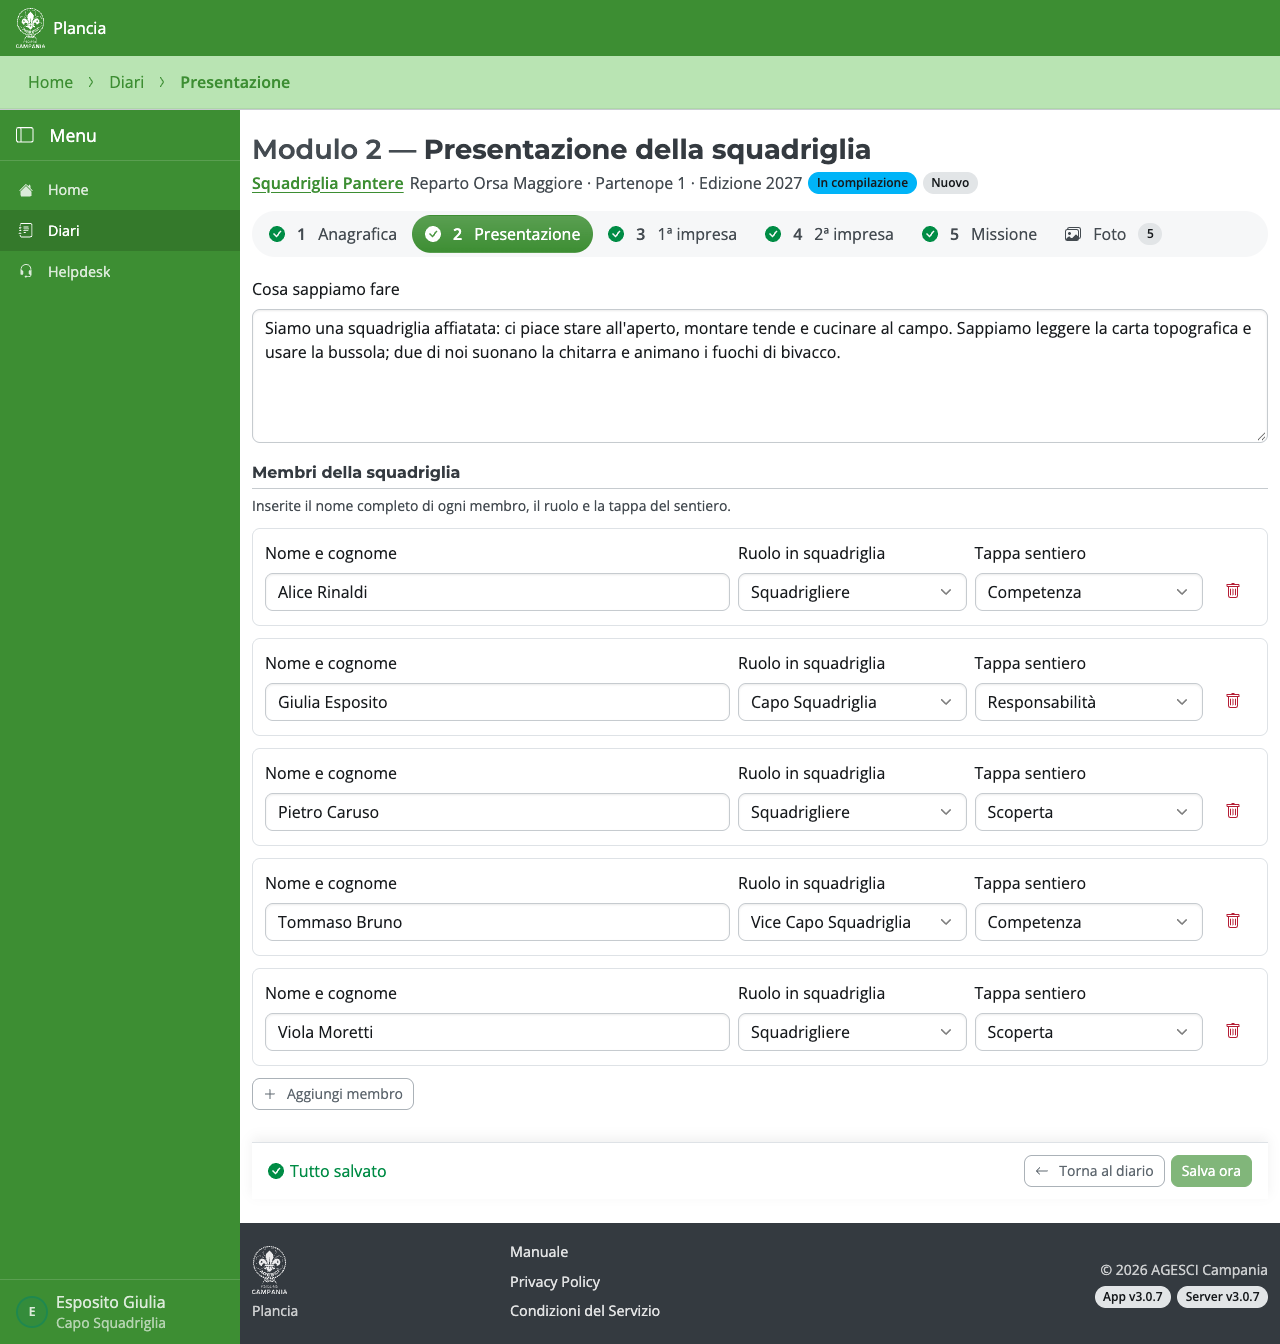 Plancia
Home
Diari
Presentazione
Menu
Home
Diari
Helpdesk
Modulo 2 — Presentazione della squadriglia
Squadriglia Pantere Reparto Orsa Maggiore · Partenope 1 · Edizione 2027 In compilazione Nuovo
1 Anagrafica
2 Presentazione
3 1ª impresa
4 2ª impresa
5 Missione
Foto 5
Cosa sappiamo fare
Siamo una squadriglia affiatata: ci piace stare all'aperto, montare tende e cucinare al campo. Sappiamo leggere la carta topografica e
usare la bussola; due di noi suonano la chitarra e animano i fuochi di bivacco.
Membri della squadriglia
Inserite il nome completo di ogni membro, il ruolo e la tappa del sentiero.
Nome e cognome Ruolo in squadriglia Tappa sentiero
Alice Rinaldi Squadrigliere Competenza
Nome e cognome Ruolo in squadriglia Tappa sentiero
Giulia Esposito Capo Squadriglia Responsabilità
Nome e cognome Ruolo in squadriglia Tappa sentiero
Pietro Caruso Squadrigliere Scoperta
Nome e cognome Ruolo in squadriglia Tappa sentiero
Tommaso Bruno Vice Capo Squadriglia Competenza
Nome e cognome Ruolo in squadriglia Tappa sentiero
Viola Moretti Squadrigliere Scoperta
Aggiungi membro
Tutto salvato
Torna al diario
Salva ora
E
Esposito Giulia
Capo Squadriglia
CAMPANIA
Plancia
Manuale
Privacy Policy
Condizioni del Servizio
© 2026 AGESCI Campania
App v3.0.7 Server v3.0.7